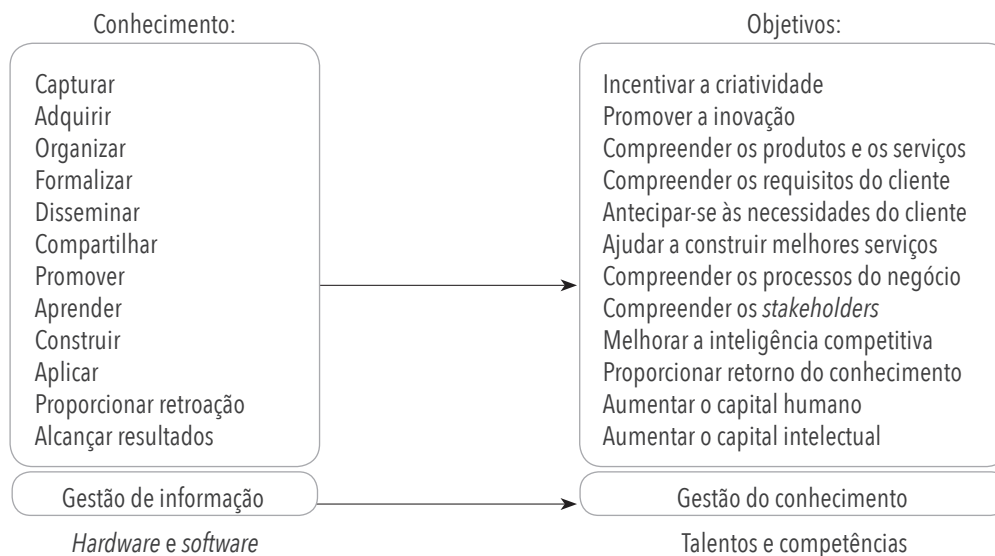 Conhecimento:
Capturar
Adquirir
Organizar
Formalizar
Disseminar
Compartilhar
Promover
Aprender
Construir
Aplicar
Proporcionar retroação
Alcançar resultados
Gestão de informação
Hardware e software
Objetivos:
Incentivar a criatividade
Promover a inovação
Compreender os produtos e os serviços
Compreender os requisitos do cliente
Antecipar-se às necessidades do cliente
Ajudar a construir melhores serviços
Compreender os processos do negócio
Compreender os stakeholders
Melhorar a inteligência competitiva
Proporcionar retorno do conhecimento
Aumentar o capital humano
Aumentar o capital intelectual
Gestão do conhecimento
Talentos e competências